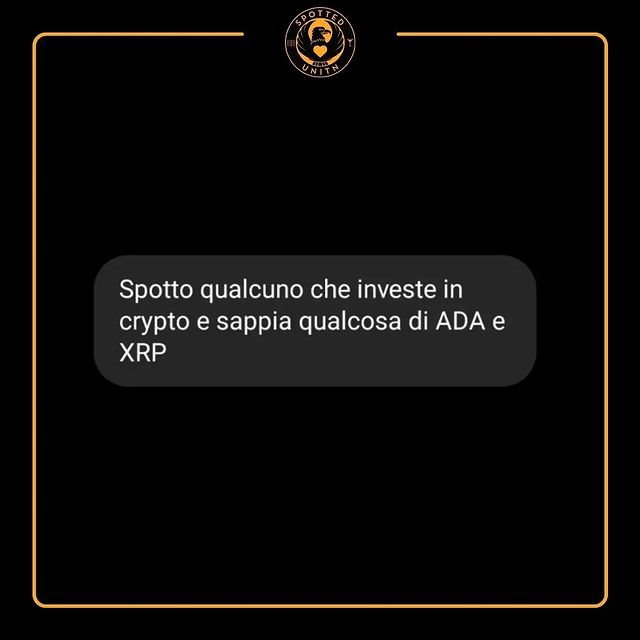 SPOTTED
UNITN
Spotto qualcuno che investe in
crypto e sappia qualcosa di ADA e
XRP